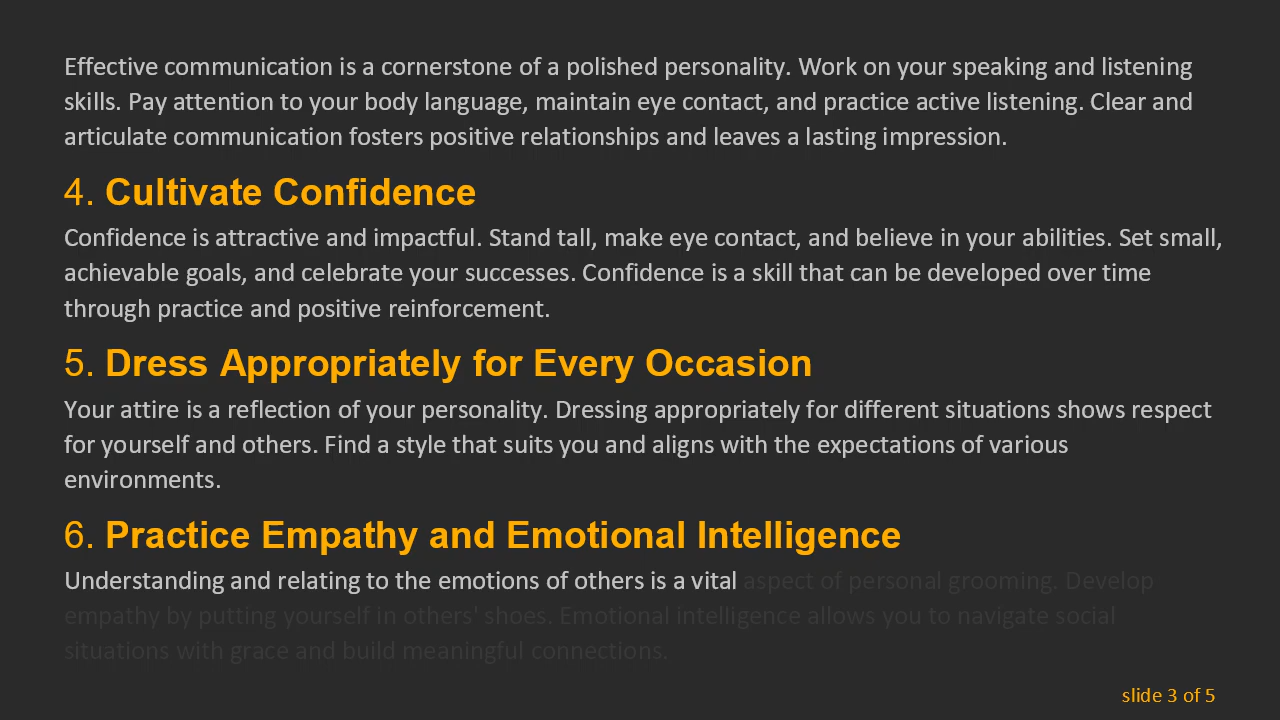 Effective communication is a cornerstone of a polished personality. Work on your speaking and listening
skills. Pay attention to your body language, maintain eye contact, and practice active listening. Clear and
articulate communication fosters positive relationships and leaves a lasting impression.
4. Cultivate Confidence
Confidence is attractive and impactful. Stand tall, make eye contact, and believe in your abilities. Set small,
achievable goals, and celebrate your successes. Confidence is a skill that can be developed over time
through practice and positive reinforcement.
5. Dress Appropriately for Every Occasion
Your attire is a reflection of your personality. Dressing appropriately for different situations shows respect
for yourself and others. Find a style that suits you and aligns with the expectations of various
environments.
6. Practice Empathy and Emotional Intelligence
Understanding and relating to the emotions of others is a vital aspect of personal grooming. Develop
empathy by putting yourself in others' shoes. Emotional intelligence allows you to navigate social
situations with grace and build meaningful connections.
slide 3 of 5